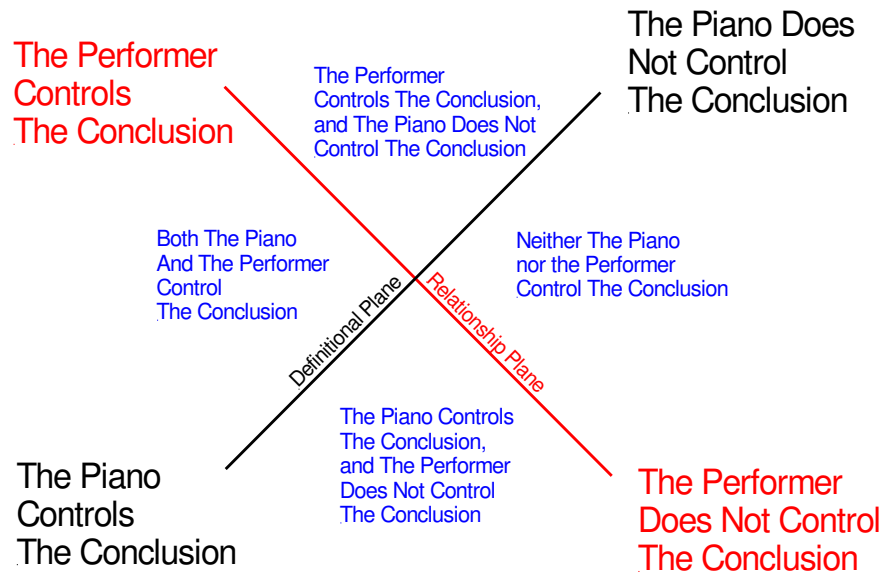 The Performer
Controls
The Conclusion
The Performer
Controls The Conclusion,
and The Piano Does Not
Control The Conclusion
The Piano Does
Not Control
The Conclusion
Both The Piano
And The Performer
Control
The Conclusion
Neither The Piano
nor the Performer
Control The Conclusion
Definitional Plane
Relationship Plane
The Piano
Controls
The Conclusion
The Piano Controls
The Conclusion,
and The Performer
Does Not Control
The Conclusion
The Performer
Does Not Control
The Conclusion